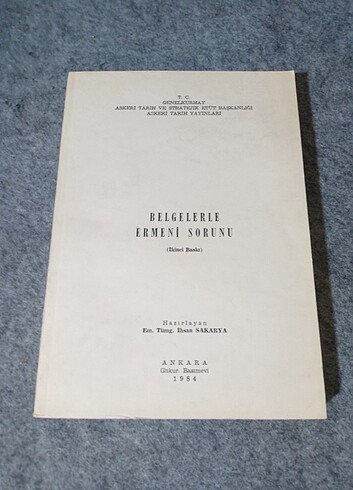 T. C.
GENELKURMAY
ASKERİ TARİH VE STRATEJİK ETÜT BAŞKANLIĞI
ASKERİ TARİH YAYINLARI
BELGELERLE
ERMENİ SORUNU
(İkinci Baskı)
Hazırlayan
Em. Tümg. İhsan SAKARYA
ANKARA
Gnkur. Basımevi
1984